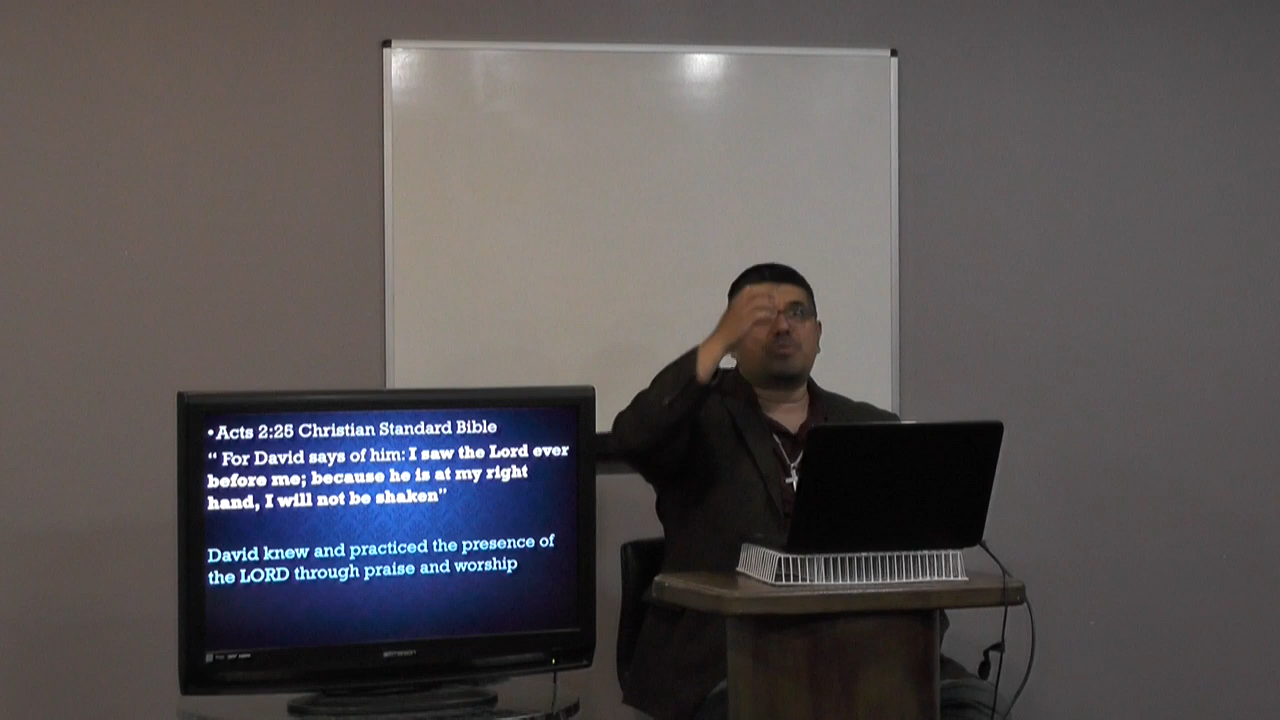 • Acts 2:25 Christian Standard Bible
“ For David says of him: I saw the Lord ever
before me; because he is at my right
hand, I will not be shaken”
David knew and practiced the presence of
the LORD through praise and worship
EMERSON